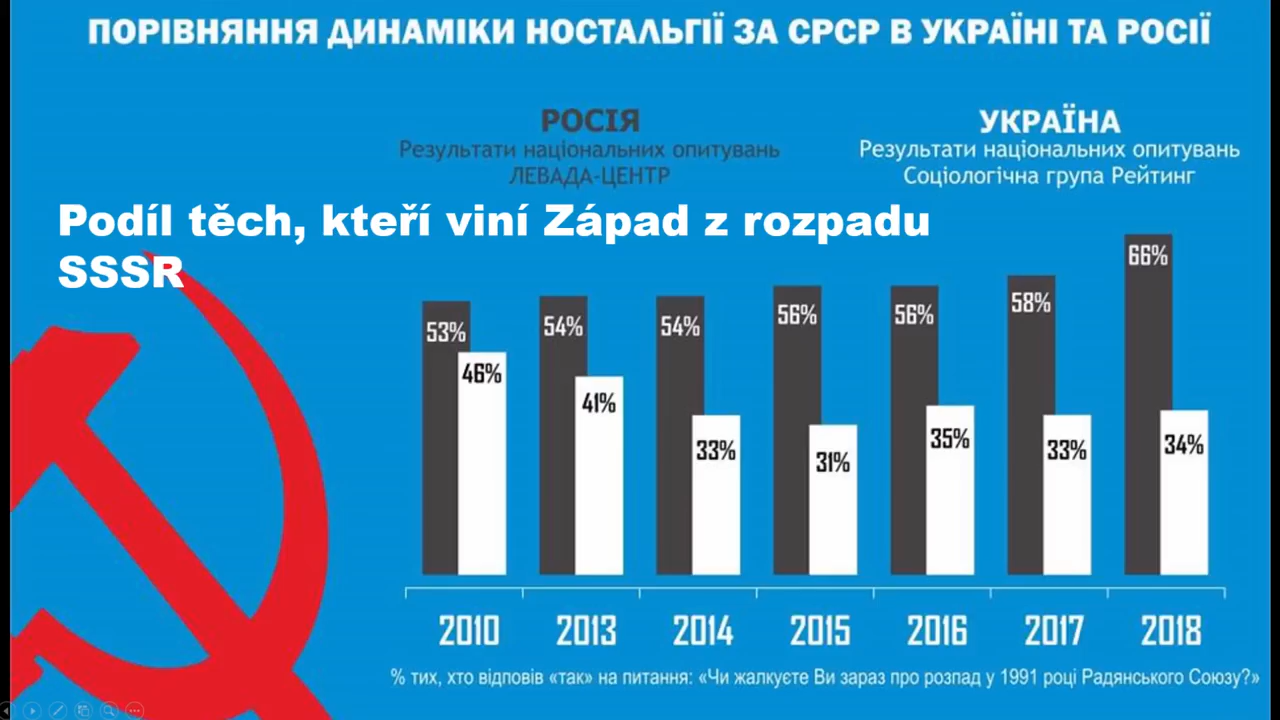 ПОРІВНЯННЯ ДИНАМІКИ НОСТАЛЬГІЇ ЗА СРСР В УКРАЇНІ ТА РОСІЇ
РОСІЯ
Результати національних опитувань
ЛЕВАДА-ЦЕНТР
УКРАЇНА
Результати національних опитувань
Соціологічна група Рейтинг
Podíl těch, kteří viní Západ z rozpadu
SSSR
53%
46%
54%
41%
54%
33%
56%
31%
56%
35%
58%
33%
66%
34%
2010
2013
2014
2015
2016
2017
2018
% тих, хто відповів «так» на питання: «Чи жалкуєте Ви зараз про розпад у 1991 році Радянського Союзу?»